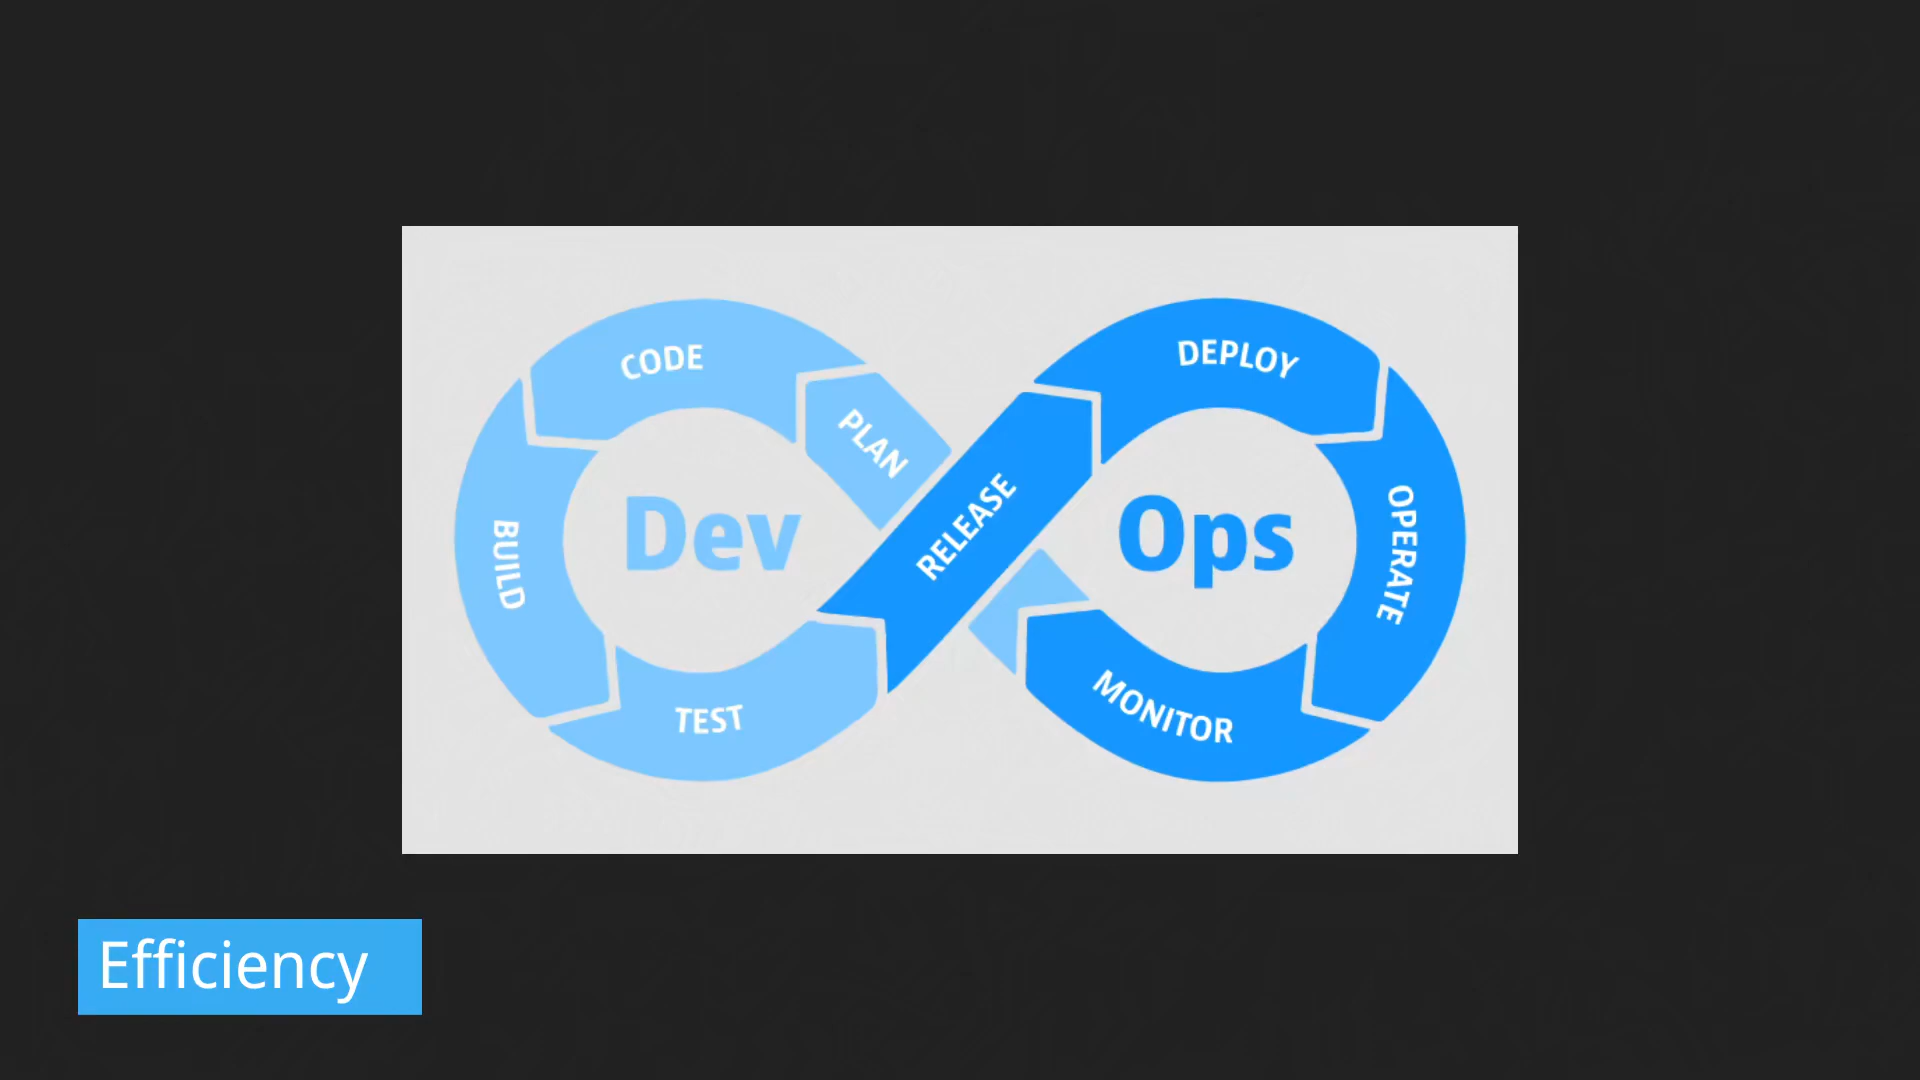 CODE
PLAN
DEPLOY
RELEASE
Dev
Ops
BUILD
OPERATE
TEST
MONITOR
Efficiency